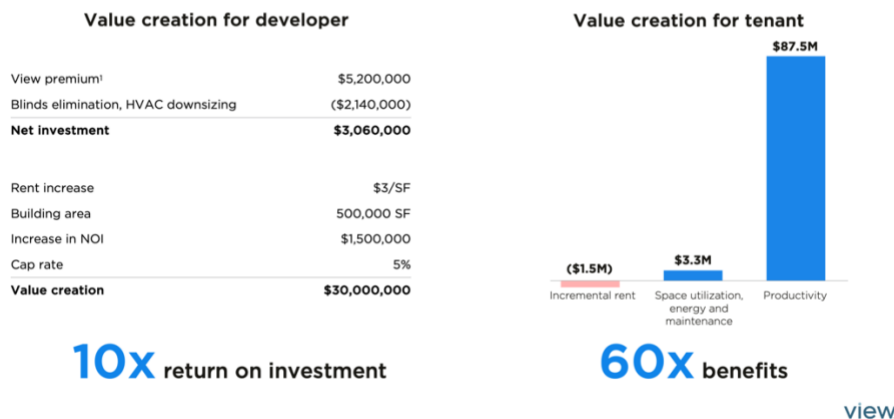 Value creation for developer
View premium¹ $5,200,000
Blinds elimination, HVAC downsizing ($2,140,000)
Net investment $3,060,000
Rent increase $3/SF
Building area 500,000 SF
Increase in NOI $1,500,000
Cap rate 5%
Value creation $30,000,000
10x return on investment
Value creation for tenant
$87.5M
$3.3M
($1.5M)
Incremental rent
Space utilization,
energy and
maintenance
Productivity
60x benefits
view